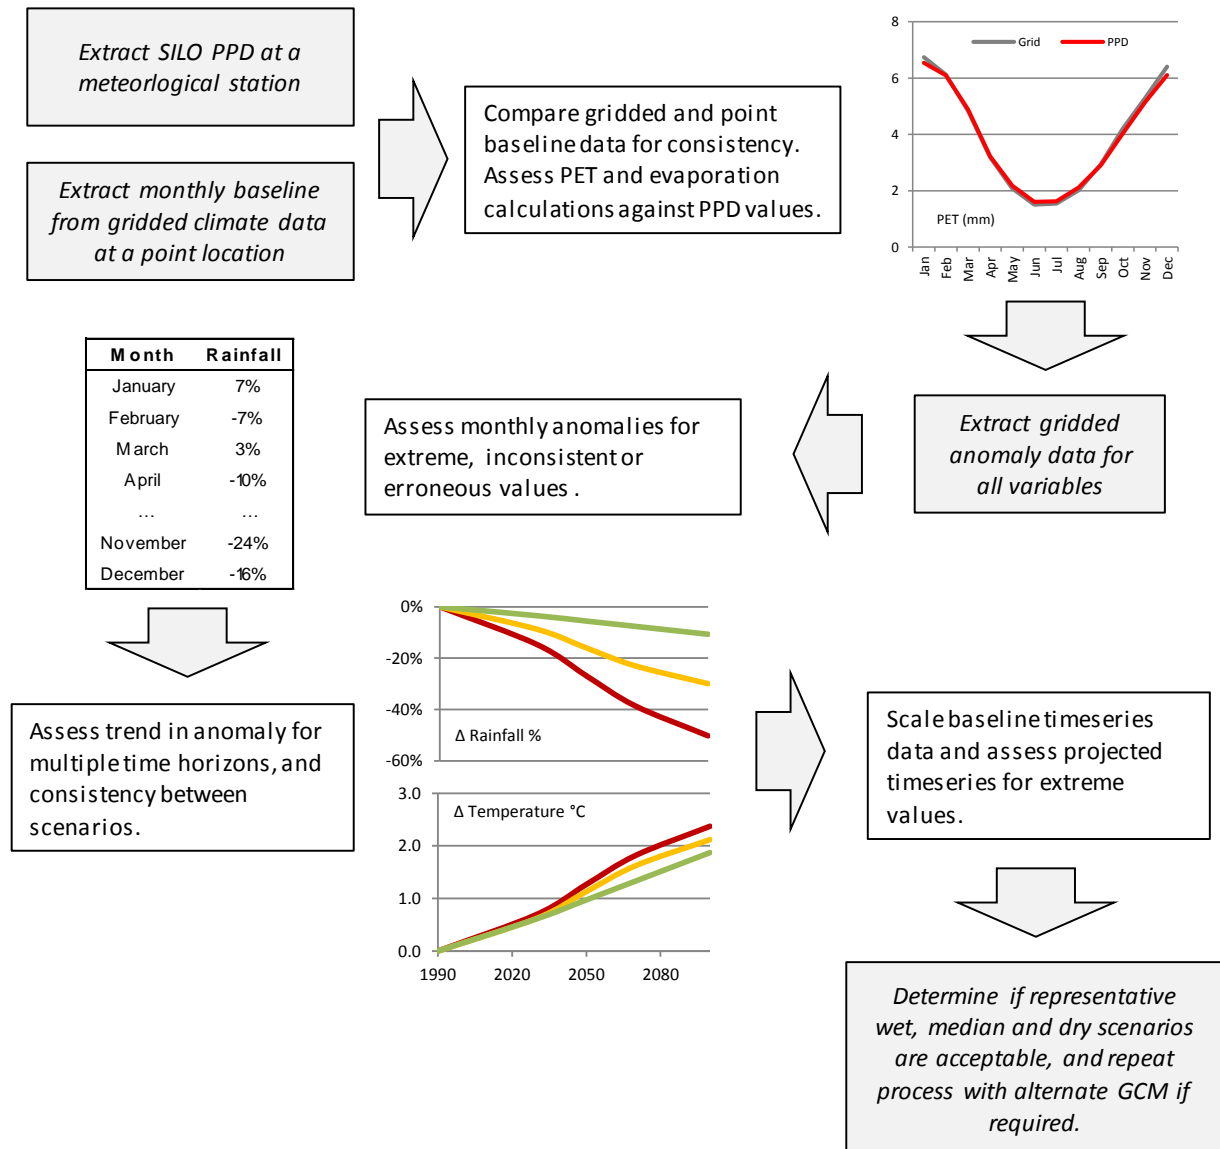 Extract SILO PPD at a
meteorlogical station
Extract monthly baseline
from gridded climate data
at a point location
Compare gridded and point
baseline data for consistency.
Assess PET and evaporation
calculations against PPD values.
8
6
4
2
0
Grid
PPD
PET (mm)
Jan
Feb
Mar
Apr
May
Jun
Jul
Aug
Sep
Oct
Nov
Dec
Extract gridded
anomaly data for
all variables
Assess monthly anomalies for
extreme, inconsistent or
erroneous values .
Month Rainfall
January 7%
February -7%
March 3%
April -10%
... ...
November -24%
December -16%
Assess trend in anomaly for
multiple time horizons, and
consistency between
scenarios.
0%
-20%
-40%
-60%
Δ Rainfall %
3.0
2.0
1.0
0.0
Δ Temperature °C
1990 2020 2050 2080
Scale baseline timeseries
data and assess projected
timeseries for extreme
values.
Determine if representative
wet, median and dry scenarios
are acceptable, and repeat
process with alternate GCM if
required.